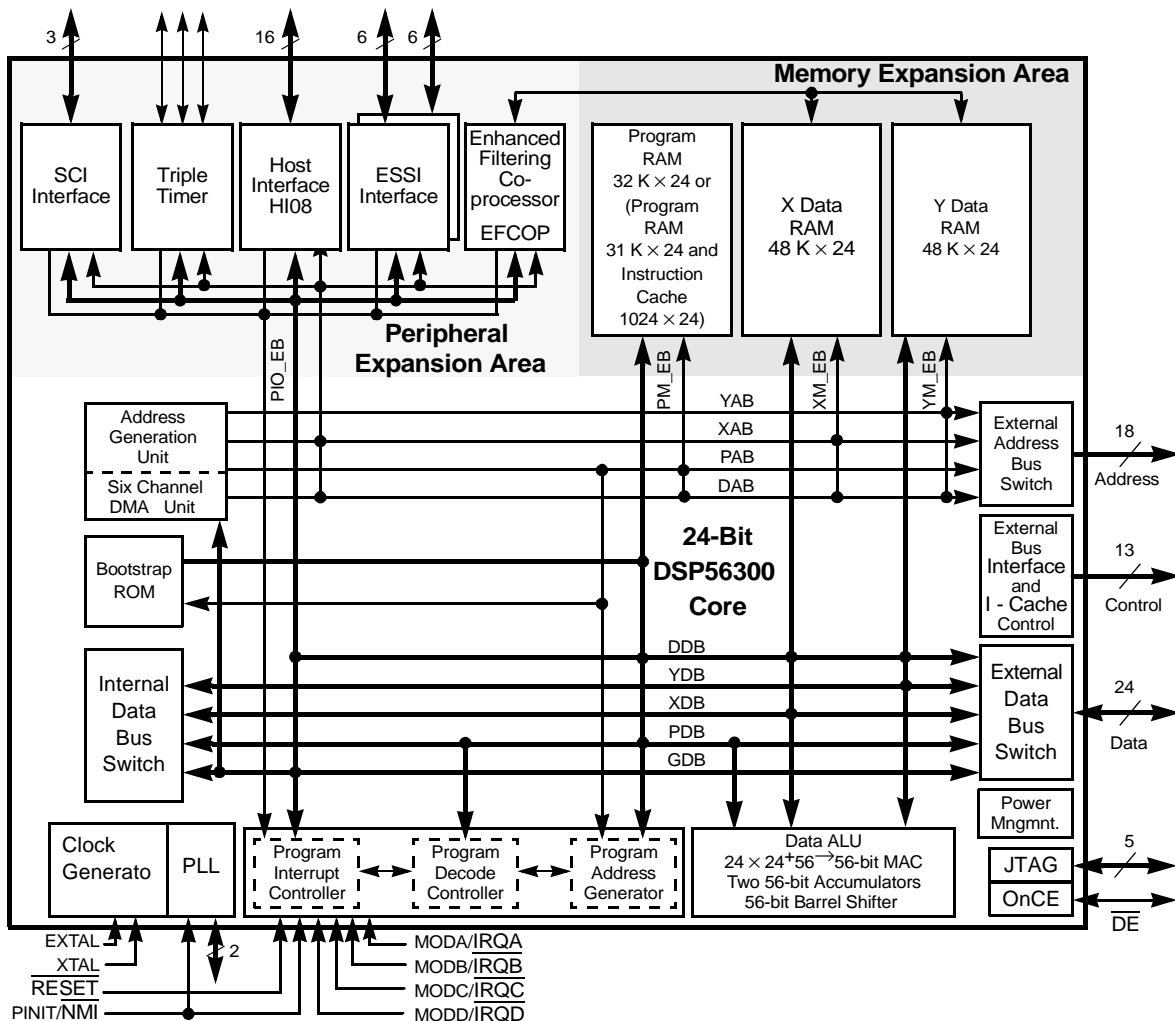 3
16
6
6
Memory Expansion Area
SCI
Interface
Triple
Timer
Host
Interface
HI08
ESSI
Interface
Enhanced
Filtering
Co-
processor
EFCOP
Program
RAM
32 K × 24 or
(Program
RAM
31 K × 24 and
Instruction
Cache
1024 × 24)
X Data
RAM
48 K × 24
Y Data
RAM
48 K × 24
Peripheral
Expansion Area
PIO_EB
PM_EB
XM_EB
YM_EB
Address
Generation
Unit
Six Channel
DMA Unit
YAB
XAB
PAB
DAB
External
Address
Bus
Switch
18
Address
Bootstrap
ROM
24-Bit
DSP56300
Core
External
Bus
Interface
and
I - Cache
Control
13
Control
Internal
Data
Bus
Switch
DDB
YDB
XDB
PDB
GDB
External
Data
Bus
Switch
24
Data
Power
Mngmnt.
Clock
Generato
PLL
Program
Interrupt
Controller
Program
Decode
Controller
Program
Address
Generator
Data ALU
24 × 24+56→56-bit MAC
Two 56-bit Accumulators
56-bit Barrel Shifter
JTAG
OnCE
5
DE
EXTAL
XTAL
RESET
PINIT/NMI
2
MODA/IRQA
MODB/IRQB
MODC/IRQC
MODD/IRQD